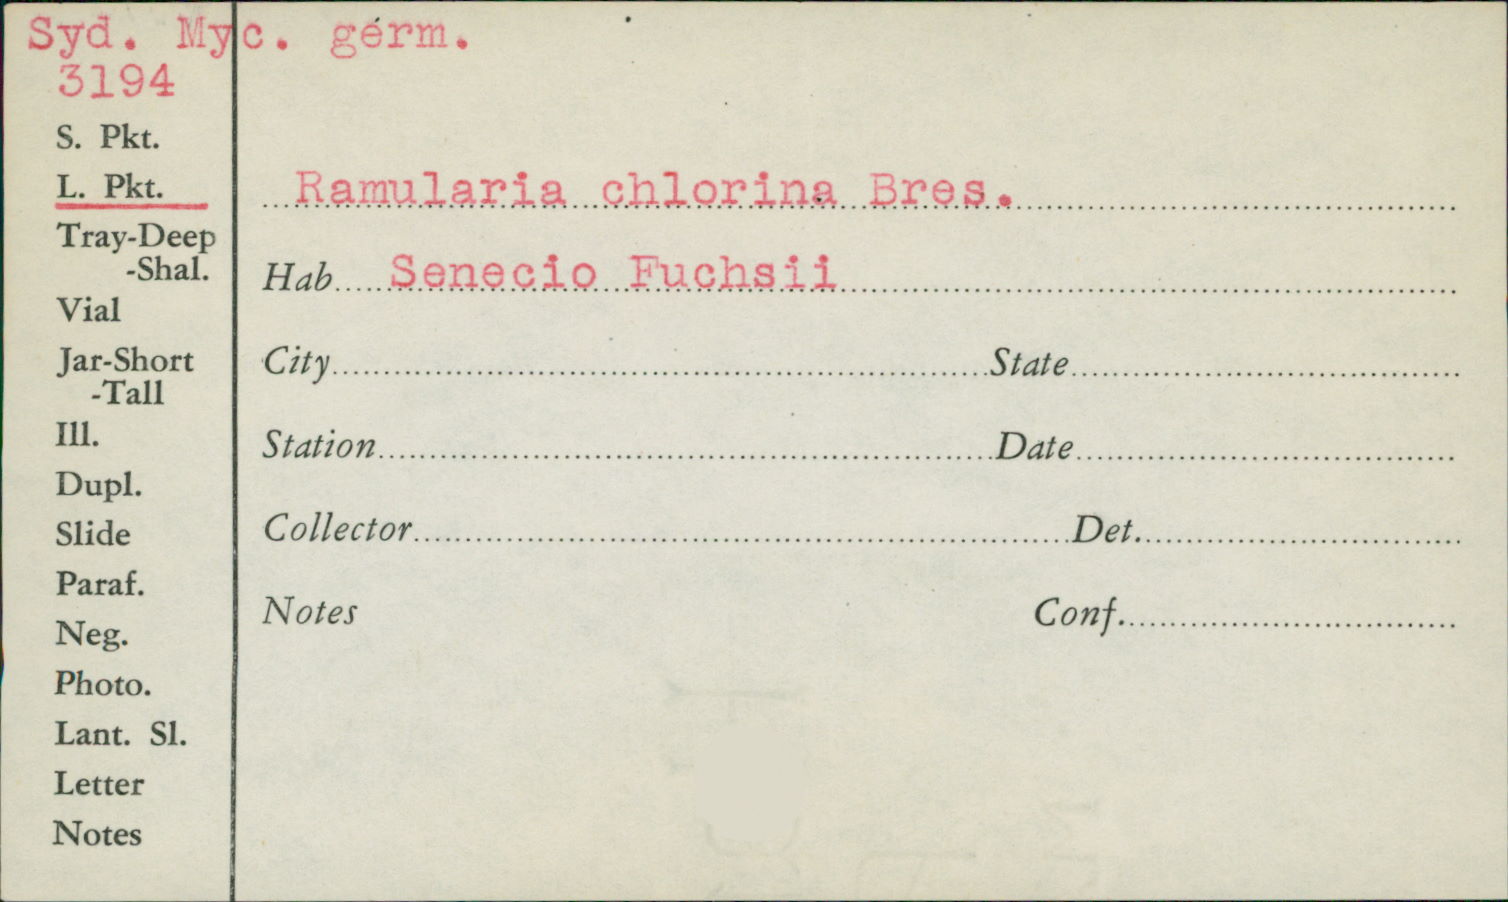 Syd. Myc. germ.
3194
S. Pkt.
L. Pkt.
Tray-Deep
-Shal.
Vial
Jar-Short
-Tall
Ill.
Dupl.
Slide
Paraf.
Neg.
Photo.
Lant. Sl.
Letter
Notes
Ramularia chlorina Bres.
Hab. Senecio Fuchsii
City State
Station Date
Collector Det.
Notes Conf.